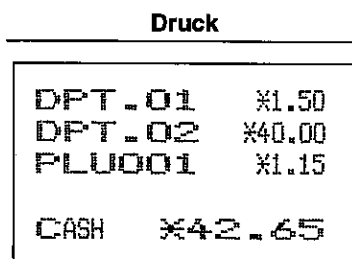 Druck
DPT.01 ※1.50
DPT.02 ※40.00
PLU001 ※1.15
CASH ※42.65